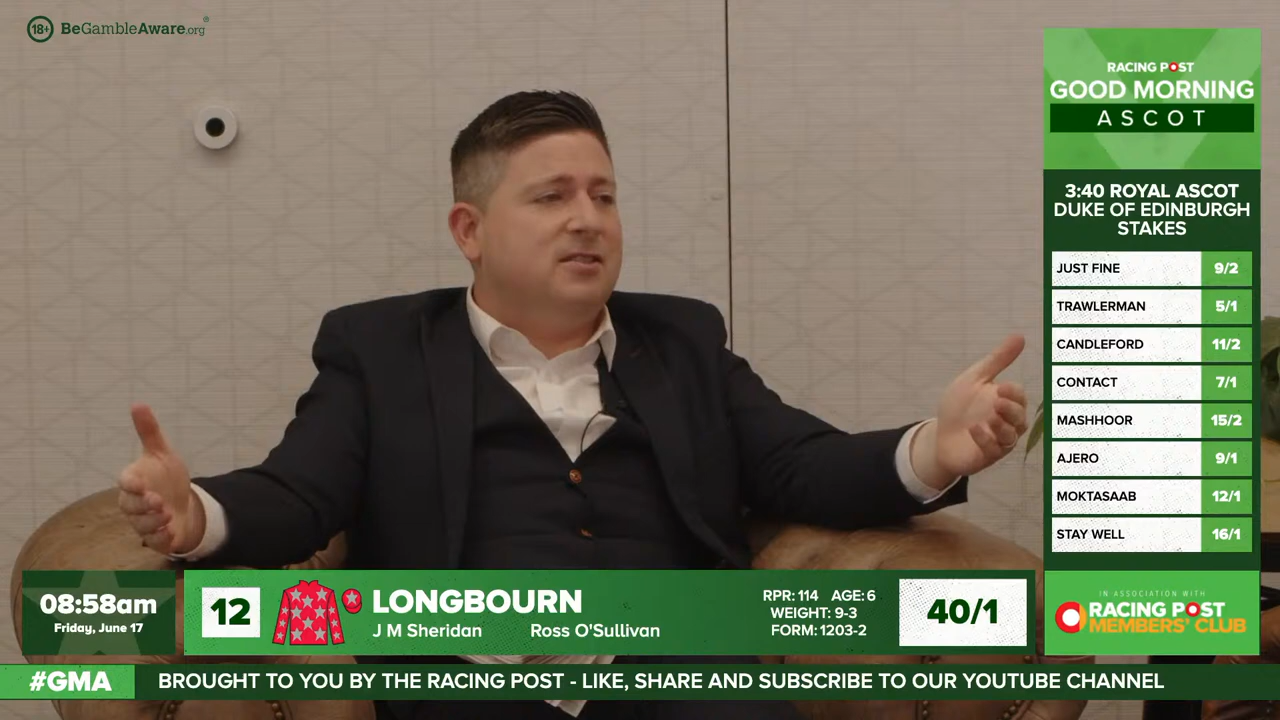 18+ BeGambleAware.org®
RACING POST
GOOD MORNING
ASCOT
3:40 ROYAL ASCOT
DUKE OF EDINBURGH
STAKES
JUST FINE 9/2
TRAWLERMAN 5/1
CANDLEFORD 11/2
CONTACT 7/1
MASHHOOR 15/2
AJERO 9/1
MOKTASAAB 12/1
STAY WELL 16/1
IN ASSOCIATION WITH
RACING POST
MEMBERS' CLUB
08:58am
Friday, June 17
12
LONGBOURN
J M Sheridan Ross O'Sullivan
RPR: 114 AGE: 6
WEIGHT: 9-3
FORM: 1203-2
40/1
#GMA
BROUGHT TO YOU BY THE RACING POST - LIKE, SHARE AND SUBSCRIBE TO OUR YOUTUBE CHANNEL